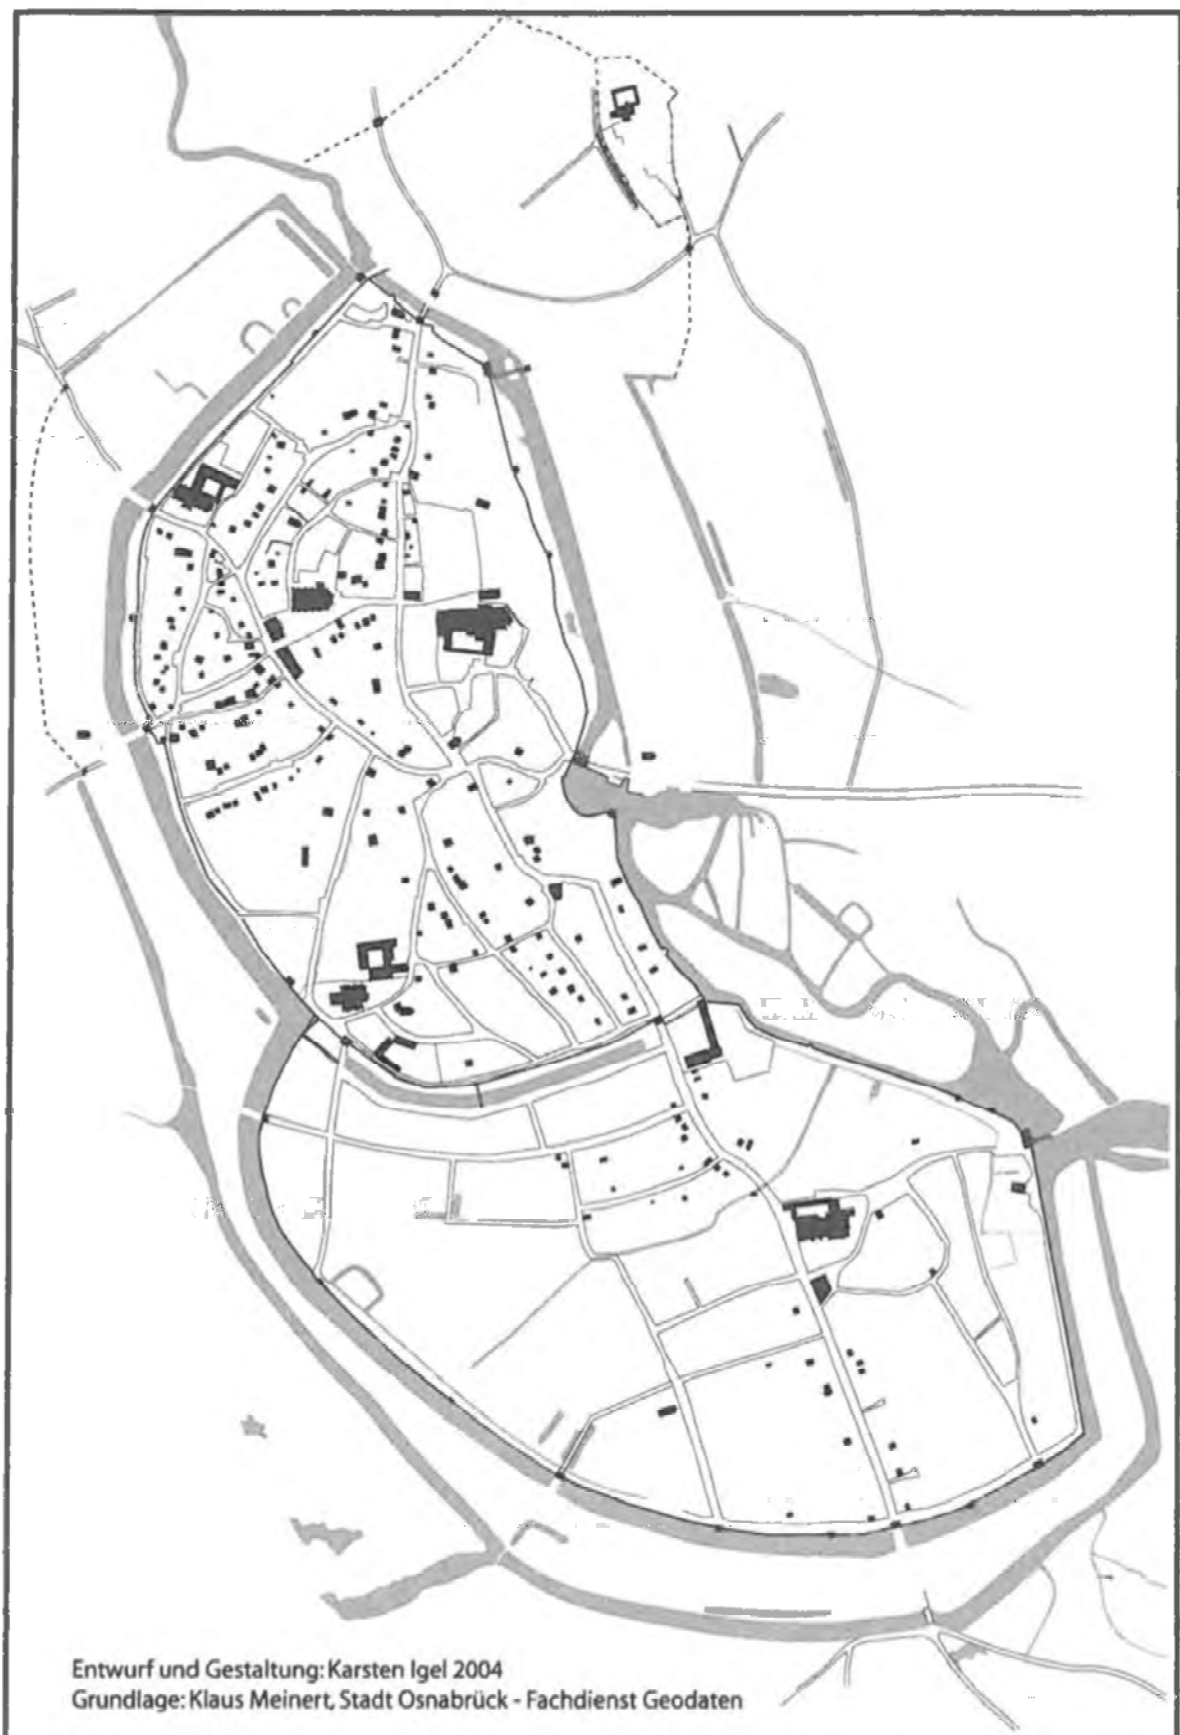 Entwurf und Gestaltung: Karsten Igel 2004
Grundlage: Klaus Meinert, Stadt Osnabrück - Fachdienst Geodaten